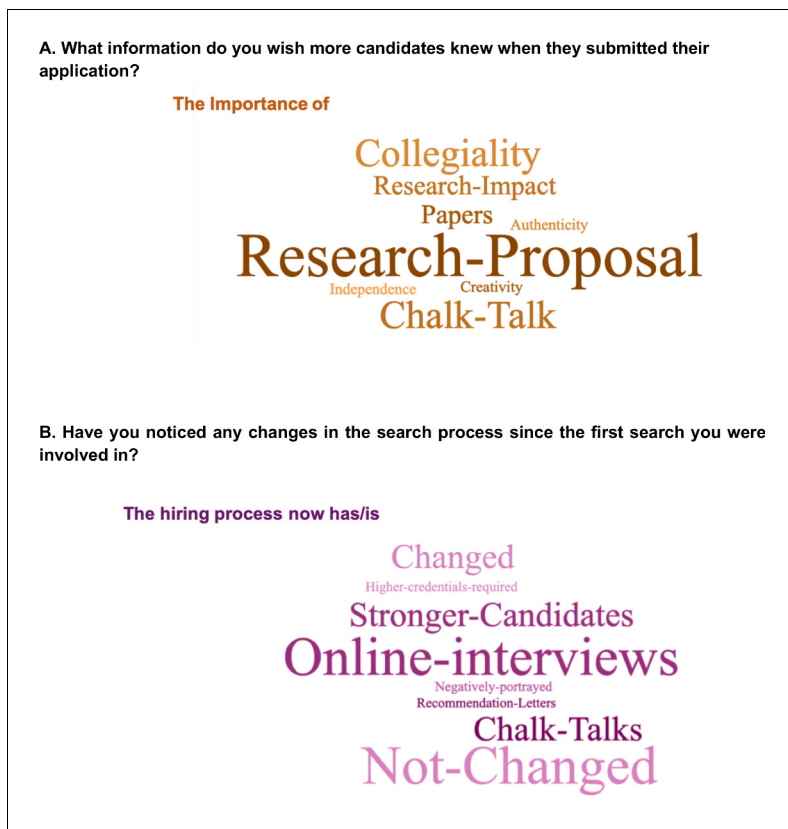 A. What information do you wish more candidates knew when they submitted their
application?
The Importance of
Collegiality
Research-Impact
Papers Authenticity
Research-Proposal
Independence Creativity
Chalk-Talk
B. Have you noticed any changes in the search process since the first search you were
involved in?
The hiring process now has/is
Changed
Higher-credentials-required
Stronger-Candidates
Online-interviews
Negatively-portrayed
Recommendation-Letters
Chalk-Talks
Not-Changed